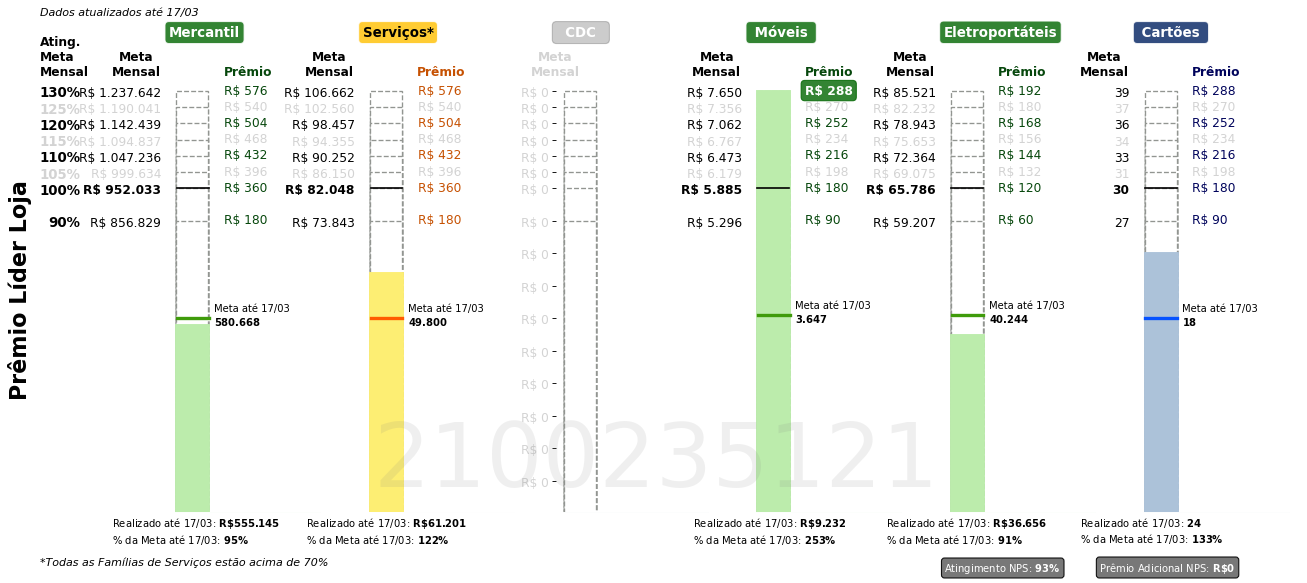 Dados atualizados até 17/03
Mercantil Serviços* CDC Móveis Eletroportáteis Cartões
Ating. Meta Mensal
Meta Mensal Prêmio Meta Mensal Prêmio Meta Mensal Meta Mensal Prêmio Meta Mensal Prêmio Meta Mensal Prêmio
130% R$ 1.237.642 R$ 576 R$ 106.662 R$ 576 R$ 0 R$ 7.650 R$ 288 R$ 85.521 R$ 192 39 R$ 288
125% R$ 1.190.041 R$ 540 R$ 102.560 R$ 540 R$ 0 R$ 7.356 R$ 270 R$ 82.232 R$ 180 37 R$ 270
120% R$ 1.142.439 R$ 504 R$ 98.457 R$ 504 R$ 0 R$ 7.062 R$ 252 R$ 78.943 R$ 168 36 R$ 252
115% R$ 1.094.837 R$ 468 R$ 94.355 R$ 468 R$ 0 R$ 6.767 R$ 234 R$ 75.653 R$ 156 34 R$ 234
110% R$ 1.047.236 R$ 432 R$ 90.252 R$ 432 R$ 0 R$ 6.473 R$ 216 R$ 72.364 R$ 144 33 R$ 216
105% R$ 999.634 R$ 396 R$ 86.150 R$ 396 R$ 0 R$ 6.179 R$ 198 R$ 69.075 R$ 132 31 R$ 198
100% R$ 952.033 R$ 360 R$ 82.048 R$ 360 R$ 0 R$ 5.885 R$ 180 R$ 65.786 R$ 120 30 R$ 180
90% R$ 856.829 R$ 180 R$ 73.843 R$ 180 R$ 0 R$ 5.296 R$ 90 R$ 59.207 R$ 60 27 R$ 90
R$ 0
R$ 0
R$ 0
R$ 0
R$ 0
R$ 0
R$ 0
R$ 0
Meta até 17/03 Meta até 17/03 Meta até 17/03 Meta até 17/03 Meta até 17/03
580.668 49.800 3.647 40.244 18
Prêmio Líder Loja
2100235121
Realizado até 17/03: R$555.145 Realizado até 17/03: R$61.201 Realizado até 17/03: R$9.232 Realizado até 17/03: R$36.656 Realizado até 17/03: 24
% da Meta até 17/03: 95% % da Meta até 17/03: 122% % da Meta até 17/03: 253% % da Meta até 17/03: 91% % da Meta até 17/03: 133%
*Todas as Famílias de Serviços estão acima de 70%
Atingimento NPS: 93% Prêmio Adicional NPS: R$0